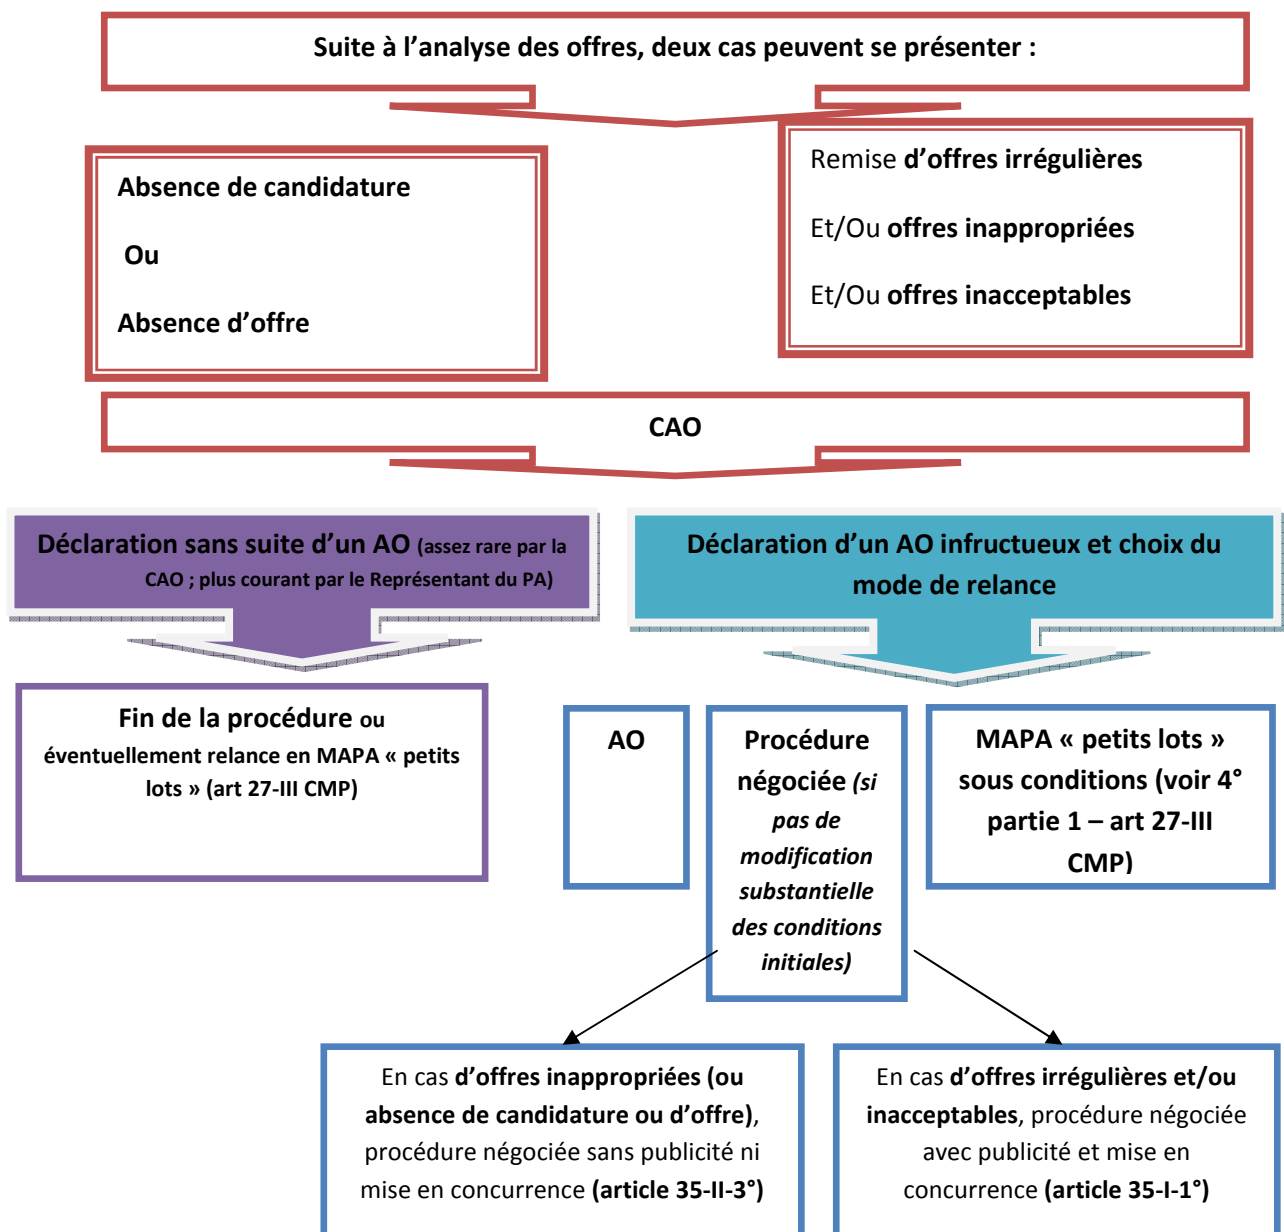 Suite à l’analyse des offres, deux cas peuvent se présenter :
Absence de candidature
Ou
Absence d’offre
Remise d’offres irrégulières
Et/Ou offres inappropriées
Et/Ou offres inacceptables
CAO
Déclaration sans suite d’un AO (assez rare par la
CAO ; plus courant par le Représentant du PA)
Déclaration d’un AO infructueux et choix du
mode de relance
Fin de la procédure ou
éventuellement relance en MAPA « petits
lots » (art 27-III CMP)
AO
Procédure
négociée (si
pas de
modification
substantielle
des conditions
initiales)
MAPA « petits lots »
sous conditions (voir 4°
partie 1 – art 27-III
CMP)
En cas d’offres inappropriées (ou
absence de candidature ou d’offre),
procédure négociée sans publicité ni
mise en concurrence (article 35-II-3°)
En cas d’offres irrégulières et/ou
inacceptables, procédure négociée
avec publicité et mise en
concurrence (article 35-I-1°)